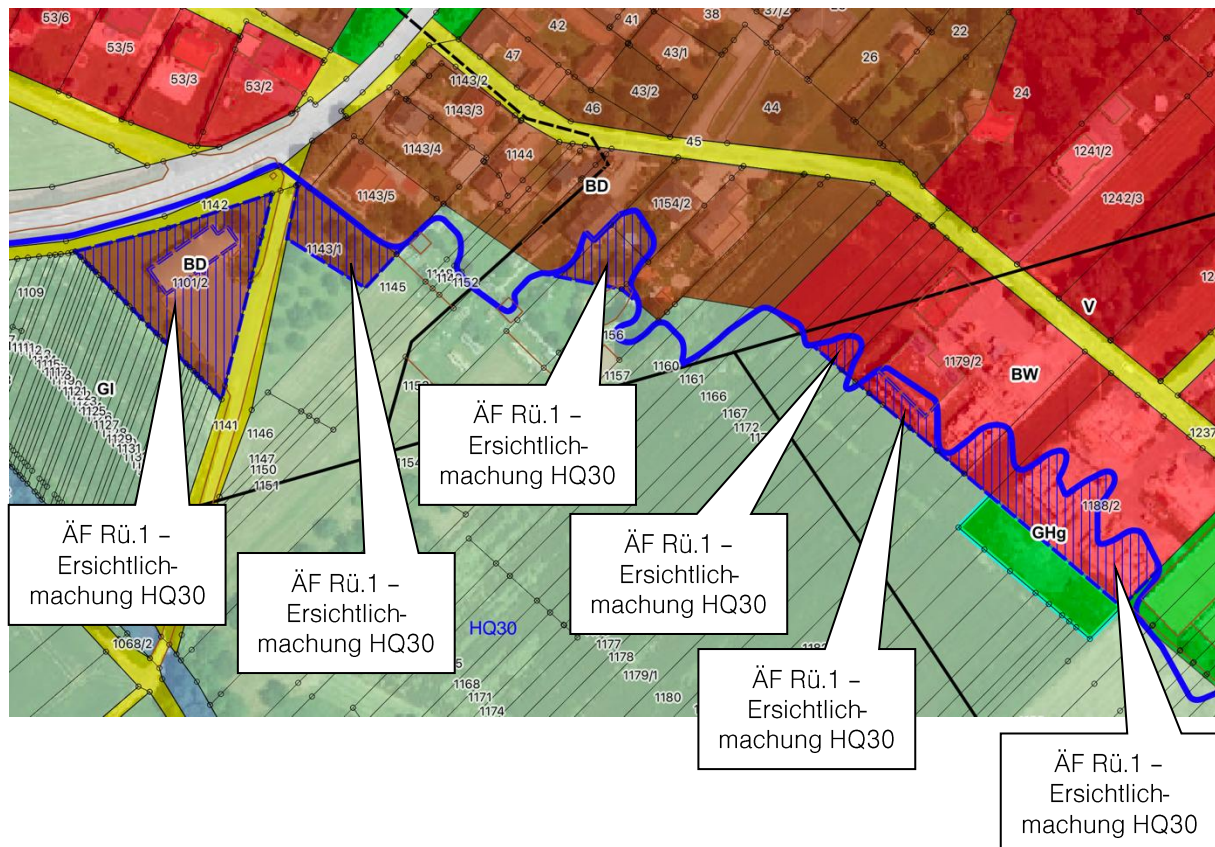 53/6
38
37/2
41
42
22
53/5
47
43/1
26
53/3
53/2
1143/2
43/2
24
1143/3
46
44
1143/4
45
1144
1241/2
BD
1143/5
1154/2
1242/3
1142
1143/1
BD
1101/2
1152
1109
1145
V
1156
1179/2
1160
1157
1161
BW
GI
1166
1167
1172
1141
1146
1237
1147
1150
1151
1188/2
GHg
HQ30
1068/2
1177
1178
1179/1
1168
1171
1180
1174
ÄF Rü.1 –
Ersichtlich-
machung HQ30
ÄF Rü.1 –
Ersichtlich-
machung HQ30
ÄF Rü.1 –
Ersichtlich-
machung HQ30
ÄF Rü.1 –
Ersichtlich-
machung HQ30
ÄF Rü.1 –
Ersichtlich-
machung HQ30
ÄF Rü.1 –
Ersichtlich-
machung HQ30